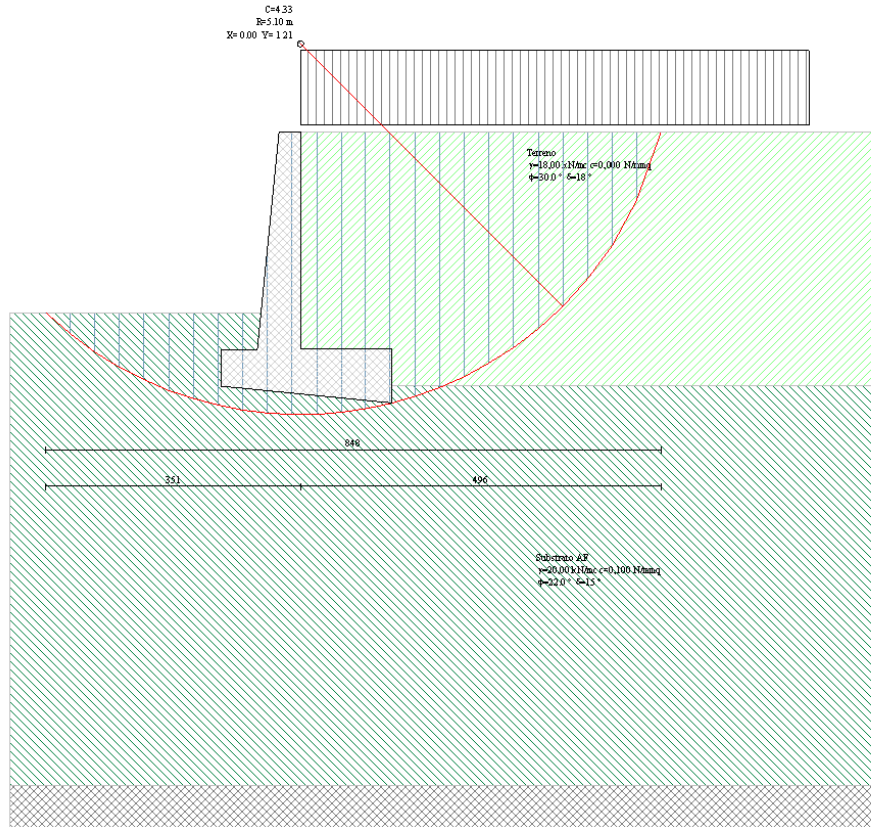 C=4.33
R=5.10 m
X= 0.00 Y= 1.21
Terreno
γ=18,00 kN/mc c=0,000 N/mmq
ϕ=30.0 ° δ=18 °
848
351
496
Substrato AF
γ=20,00 kN/mc c=0,100 N/mmq
ϕ=22.0 ° δ=15 °